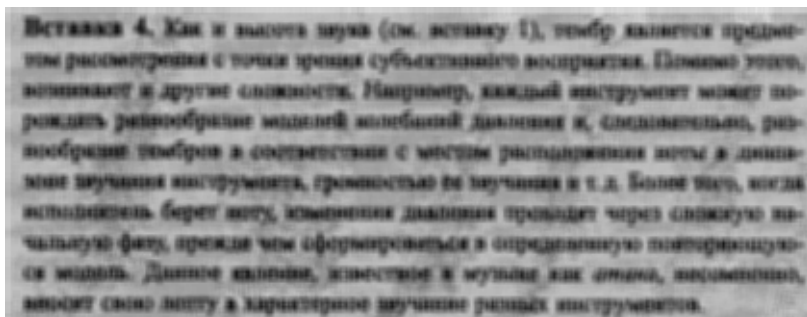 Вставка 4. Как и высота звука (см. вставку 1), тембр является предме-
том рассмотрения с точки зрения субъективного восприятия. Помимо этого,
возникают и другие сложности. Например, каждый инструмент может по-
рождать разнообразие моделей колебаний давления и, следовательно, раз-
нообразие тембров в соответствии с местом расположения ноты в диапа-
зоне звучания инструмента, громкостью ее звучания и т. д. Более того, когда
исполнитель берет ноту, изменения давления проходят через сложную на-
чальную фазу, прежде чем сформироваться в определенную повторяющую-
ся модель. Данное явление, известное в музыке как атака, несомненно,
вносит свою лепту в характерное звучание разных инструментов.